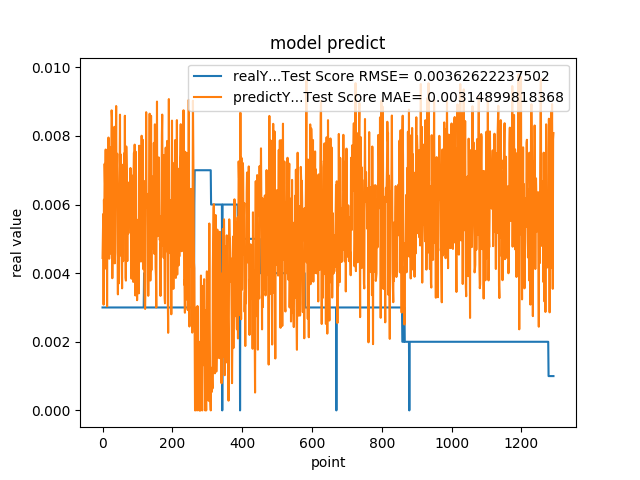 model predict
realY...Test Score RMSE= 0.00362622237502
predictY...Test Score MAE= 0.00314899818368
0.010
0.008
0.006
0.004
0.002
0.000
real value
0 200 400 600 800 1000 1200
point